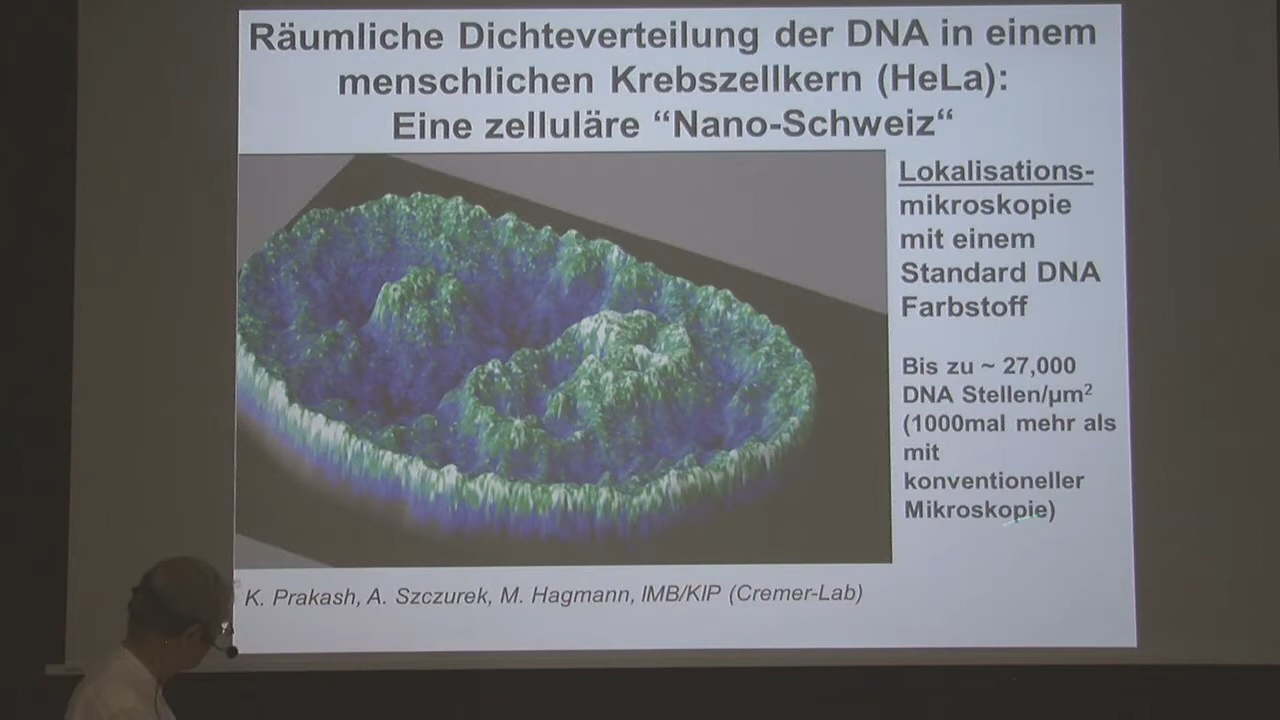 Räumliche Dichteverteilung der DNA in einem
menschlichen Krebszellkern (HeLa):
Eine zelluläre “Nano-Schweiz“
Lokalisations-
mikroskopie
mit einem
Standard DNA
Farbstoff
Bis zu ~ 27,000
DNA Stellen/µm²
(1000mal mehr als
mit
konventioneller
Mikroskopie)
K. Prakash, A. Szczurek, M. Hagmann, IMB/KIP (Cremer-Lab)